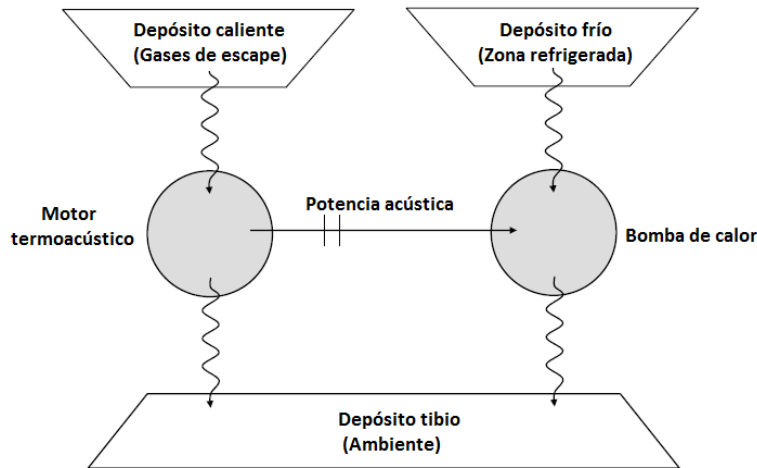 Depósito caliente
(Gases de escape)
Depósito frío
(Zona refrigerada)
Motor
termoacústico
Potencia acústica
Bomba de calor
Depósito tibio
(Ambiente)